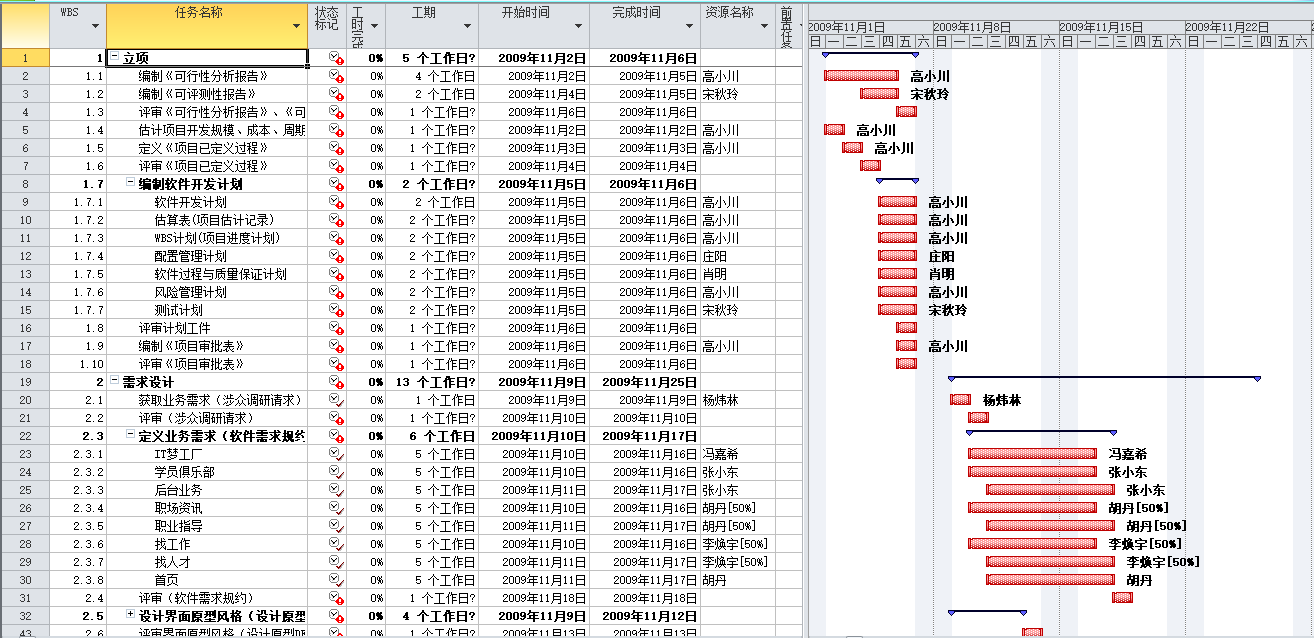 WBS 任务名称 状态标记 工时完 工期 开始时间 完成时间 资源名称 前置任务
2009年11月1日 2009年11月8日 2009年11月15日 2009年11月22日
日 一 二 三 四 五 六 日 一 二 三 四 五 六 日 一 二 三 四 五 六 日 一 二 三 四 五 六
1 1 立项 0% 5 个工作日? 2009年11月2日 2009年11月6日
2 1.1 编制《可行性分析报告》 0% 4 个工作日 2009年11月2日 2009年11月5日 高小川 高小川
3 1.2 编制《可评测性报告》 0% 2 个工作日 2009年11月4日 2009年11月5日 宋秋玲 宋秋玲
4 1.3 评审《可行性分析报告》、《可 0% 1 个工作日? 2009年11月6日 2009年11月6日
5 1.4 估计项目开发规模、成本、周期 0% 1 个工作日? 2009年11月2日 2009年11月2日 高小川 高小川
6 1.5 定义《项目已定义过程》 0% 1 个工作日? 2009年11月3日 2009年11月3日 高小川 高小川
7 1.6 评审《项目已定义过程》 0% 1 个工作日? 2009年11月4日 2009年11月4日
8 1.7 编制软件开发计划 0% 2 个工作日? 2009年11月5日 2009年11月6日
9 1.7.1 软件开发计划 0% 2 个工作日 2009年11月5日 2009年11月6日 高小川 高小川
10 1.7.2 估算表(项目估计记录) 0% 2 个工作日? 2009年11月5日 2009年11月6日 高小川 高小川
11 1.7.3 WBS计划(项目进度计划) 0% 2 个工作日? 2009年11月5日 2009年11月6日 高小川 高小川
12 1.7.4 配置管理计划 0% 2 个工作日? 2009年11月5日 2009年11月6日 庄阳 庄阳
13 1.7.5 软件过程与质量保证计划 0% 2 个工作日? 2009年11月5日 2009年11月6日 肖明 肖明
14 1.7.6 风险管理计划 0% 2 个工作日? 2009年11月5日 2009年11月6日 高小川 高小川
15 1.7.7 测试计划 0% 2 个工作日? 2009年11月5日 2009年11月6日 宋秋玲 宋秋玲
16 1.8 评审计划工件 0% 1 个工作日? 2009年11月6日 2009年11月6日
17 1.9 编制《项目审批表》 0% 1 个工作日? 2009年11月6日 2009年11月6日 高小川 高小川
18 1.10 评审《项目审批表》 0% 1 个工作日? 2009年11月6日 2009年11月6日
19 2 需求设计 0% 13 个工作日? 2009年11月9日 2009年11月25日
20 2.1 获取业务需求（涉众调研请求） 0% 1 个工作日 2009年11月9日 2009年11月9日 杨炜林 杨炜林
21 2.2 评审（涉众调研请求） 0% 1 个工作日? 2009年11月10日 2009年11月10日
22 2.3 定义业务需求（软件需求规约 0% 6 个工作日 2009年11月10日 2009年11月17日
23 2.3.1 IT梦工厂 0% 5 个工作日 2009年11月10日 2009年11月16日 冯嘉希 冯嘉希
24 2.3.2 学员俱乐部 0% 5 个工作日 2009年11月10日 2009年11月16日 张小东 张小东
25 2.3.3 后台业务 0% 5 个工作日 2009年11月11日 2009年11月17日 张小东 张小东
26 2.3.4 职场资讯 0% 5 个工作日 2009年11月10日 2009年11月16日 胡丹[50%] 胡丹[50%]
27 2.3.5 职业指导 0% 5 个工作日 2009年11月11日 2009年11月17日 胡丹[50%] 胡丹[50%]
28 2.3.6 找工作 0% 5 个工作日 2009年11月10日 2009年11月16日 李焕宇[50%] 李焕宇[50%]
29 2.3.7 找人才 0% 5 个工作日 2009年11月11日 2009年11月17日 李焕宇[50%] 李焕宇[50%]
30 2.3.8 首页 0% 5 个工作日 2009年11月11日 2009年11月17日 胡丹 胡丹
31 2.4 评审（软件需求规约） 0% 1 个工作日? 2009年11月18日 2009年11月18日
32 2.5 设计界面原型风格（设计原型 0% 4 个工作日? 2009年11月9日 2009年11月12日
43 2.6 评审界面原型风格（设计原型DE 0% 1 个工作日? 2009年11月13日 2009年11月13日